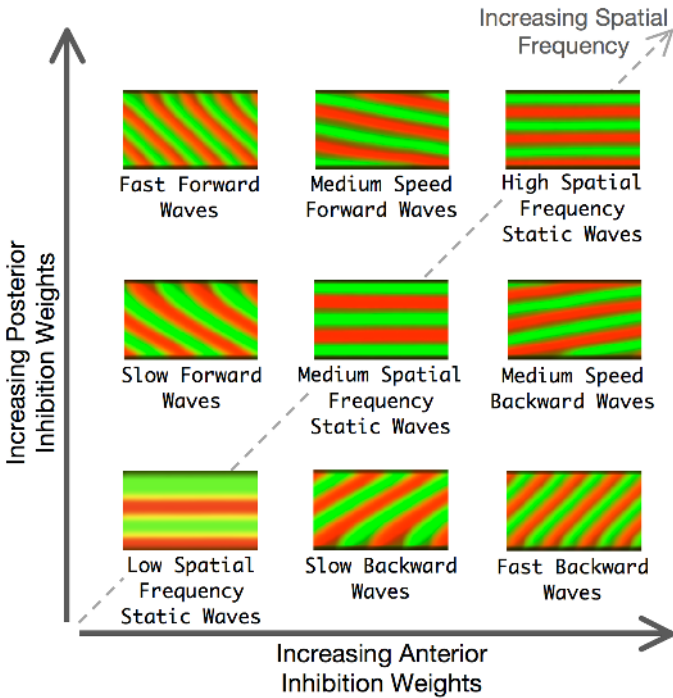 Increasing Spatial
Frequency
Fast Forward
Waves
Medium Speed
Forward Waves
High Spatial
Frequency
Static Waves
Increasing Posterior
Inhibition Weights
Slow Forward
Waves
Medium Spatial
Frequency
Static Waves
Medium Speed
Backward Waves
Low Spatial
Frequency
Static Waves
Slow Backward
Waves
Fast Backward
Waves
Increasing Anterior
Inhibition Weights